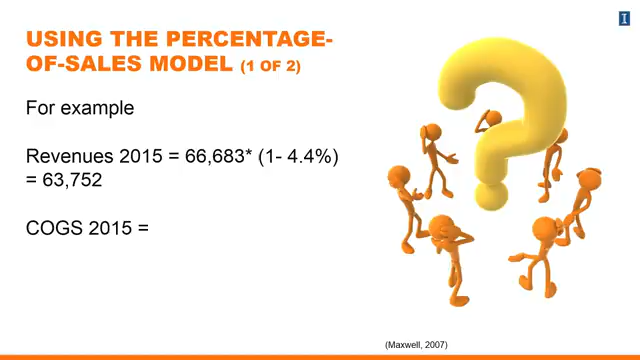 I
USING THE PERCENTAGE-
OF-SALES MODEL (1 OF 2)
For example
Revenues 2015 = 66,683* (1- 4.4%)
= 63,752
COGS 2015 =
(Maxwell, 2007)